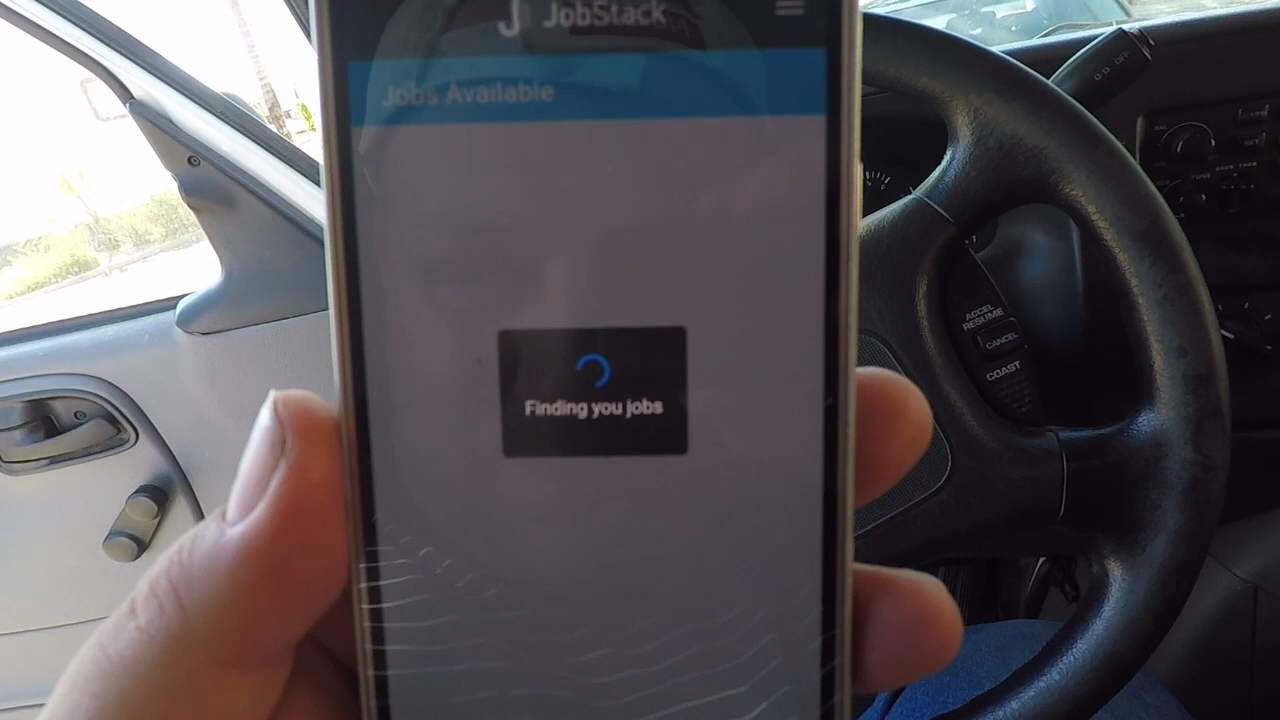 J JobStack
Jobs Available
Finding you jobs
ACCEL
RESUME
CANCEL
COAST